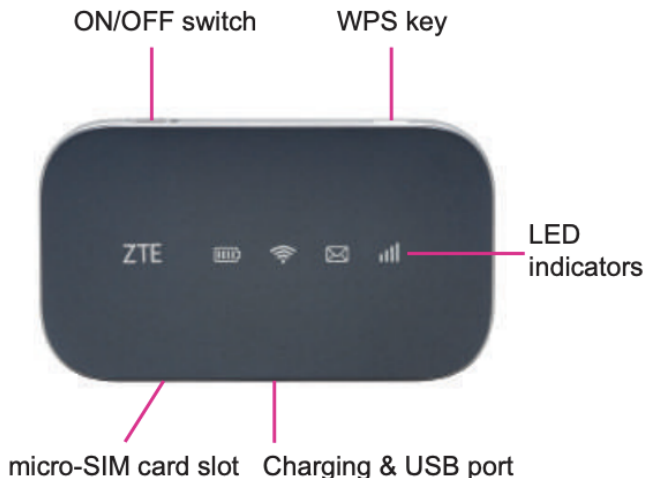 ON/OFF switch
WPS key
ZTE
LED
indicators
micro-SIM card slot
Charging & USB port